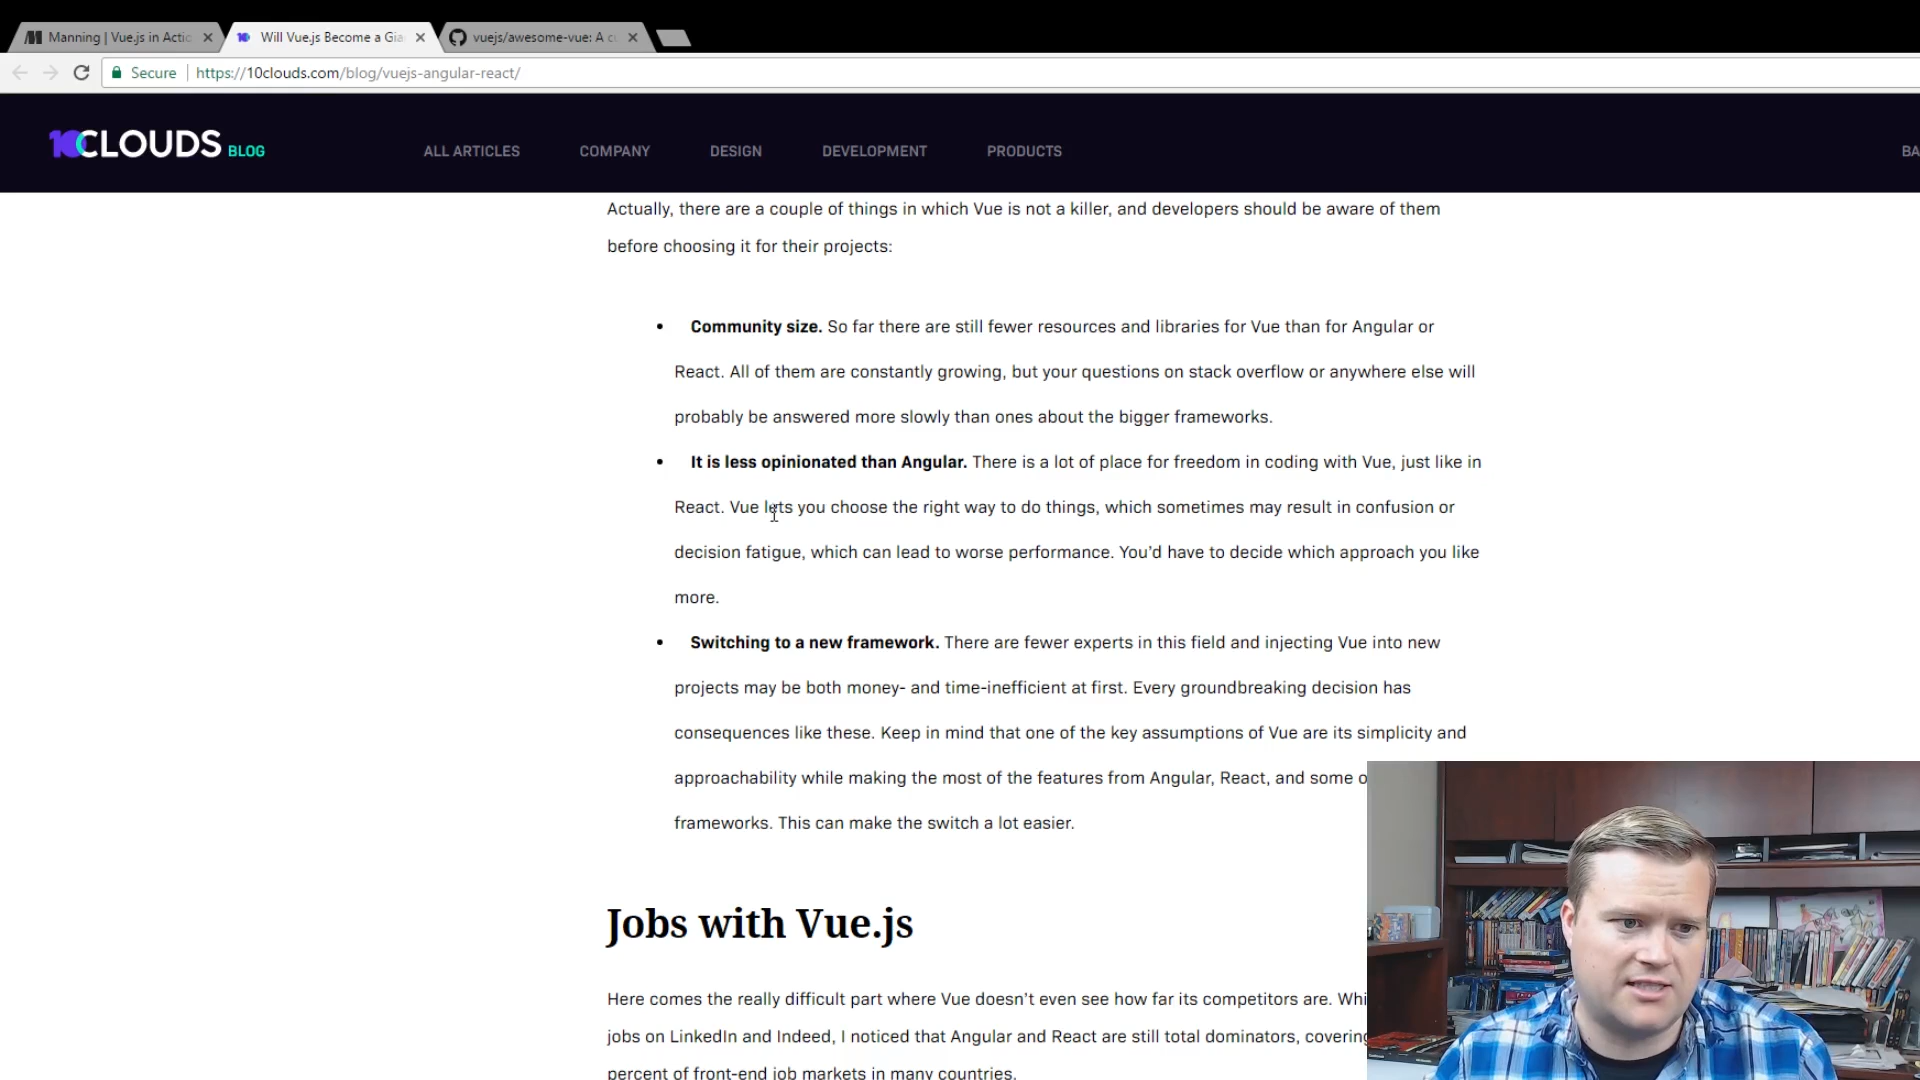 Manning | Vue.js in Actio
Will Vue.js Become a Gia
vuejs/awesome-vue: A cu
Secure
https://10clouds.com/blog/vuejs-angular-react/
10CLOUDS BLOG
ALL ARTICLES
COMPANY
DESIGN
DEVELOPMENT
PRODUCTS
BA
Actually, there are a couple of things in which Vue is not a killer, and developers should be aware of them
before choosing it for their projects:
• Community size. So far there are still fewer resources and libraries for Vue than for Angular or
React. All of them are constantly growing, but your questions on stack overflow or anywhere else will
probably be answered more slowly than ones about the bigger frameworks.
• It is less opinionated than Angular. There is a lot of place for freedom in coding with Vue, just like in
React. Vue lets you choose the right way to do things, which sometimes may result in confusion or
decision fatigue, which can lead to worse performance. You’d have to decide which approach you like
more.
• Switching to a new framework. There are fewer experts in this field and injecting Vue into new
projects may be both money- and time-inefficient at first. Every groundbreaking decision has
consequences like these. Keep in mind that one of the key assumptions of Vue are its simplicity and
approachability while making the most of the features from Angular, React, and some o
frameworks. This can make the switch a lot easier.
Jobs with Vue.js
Here comes the really difficult part where Vue doesn’t even see how far its competitors are. Whi
jobs on LinkedIn and Indeed, I noticed that Angular and React are still total dominators, covering
percent of front-end job markets in many countries.